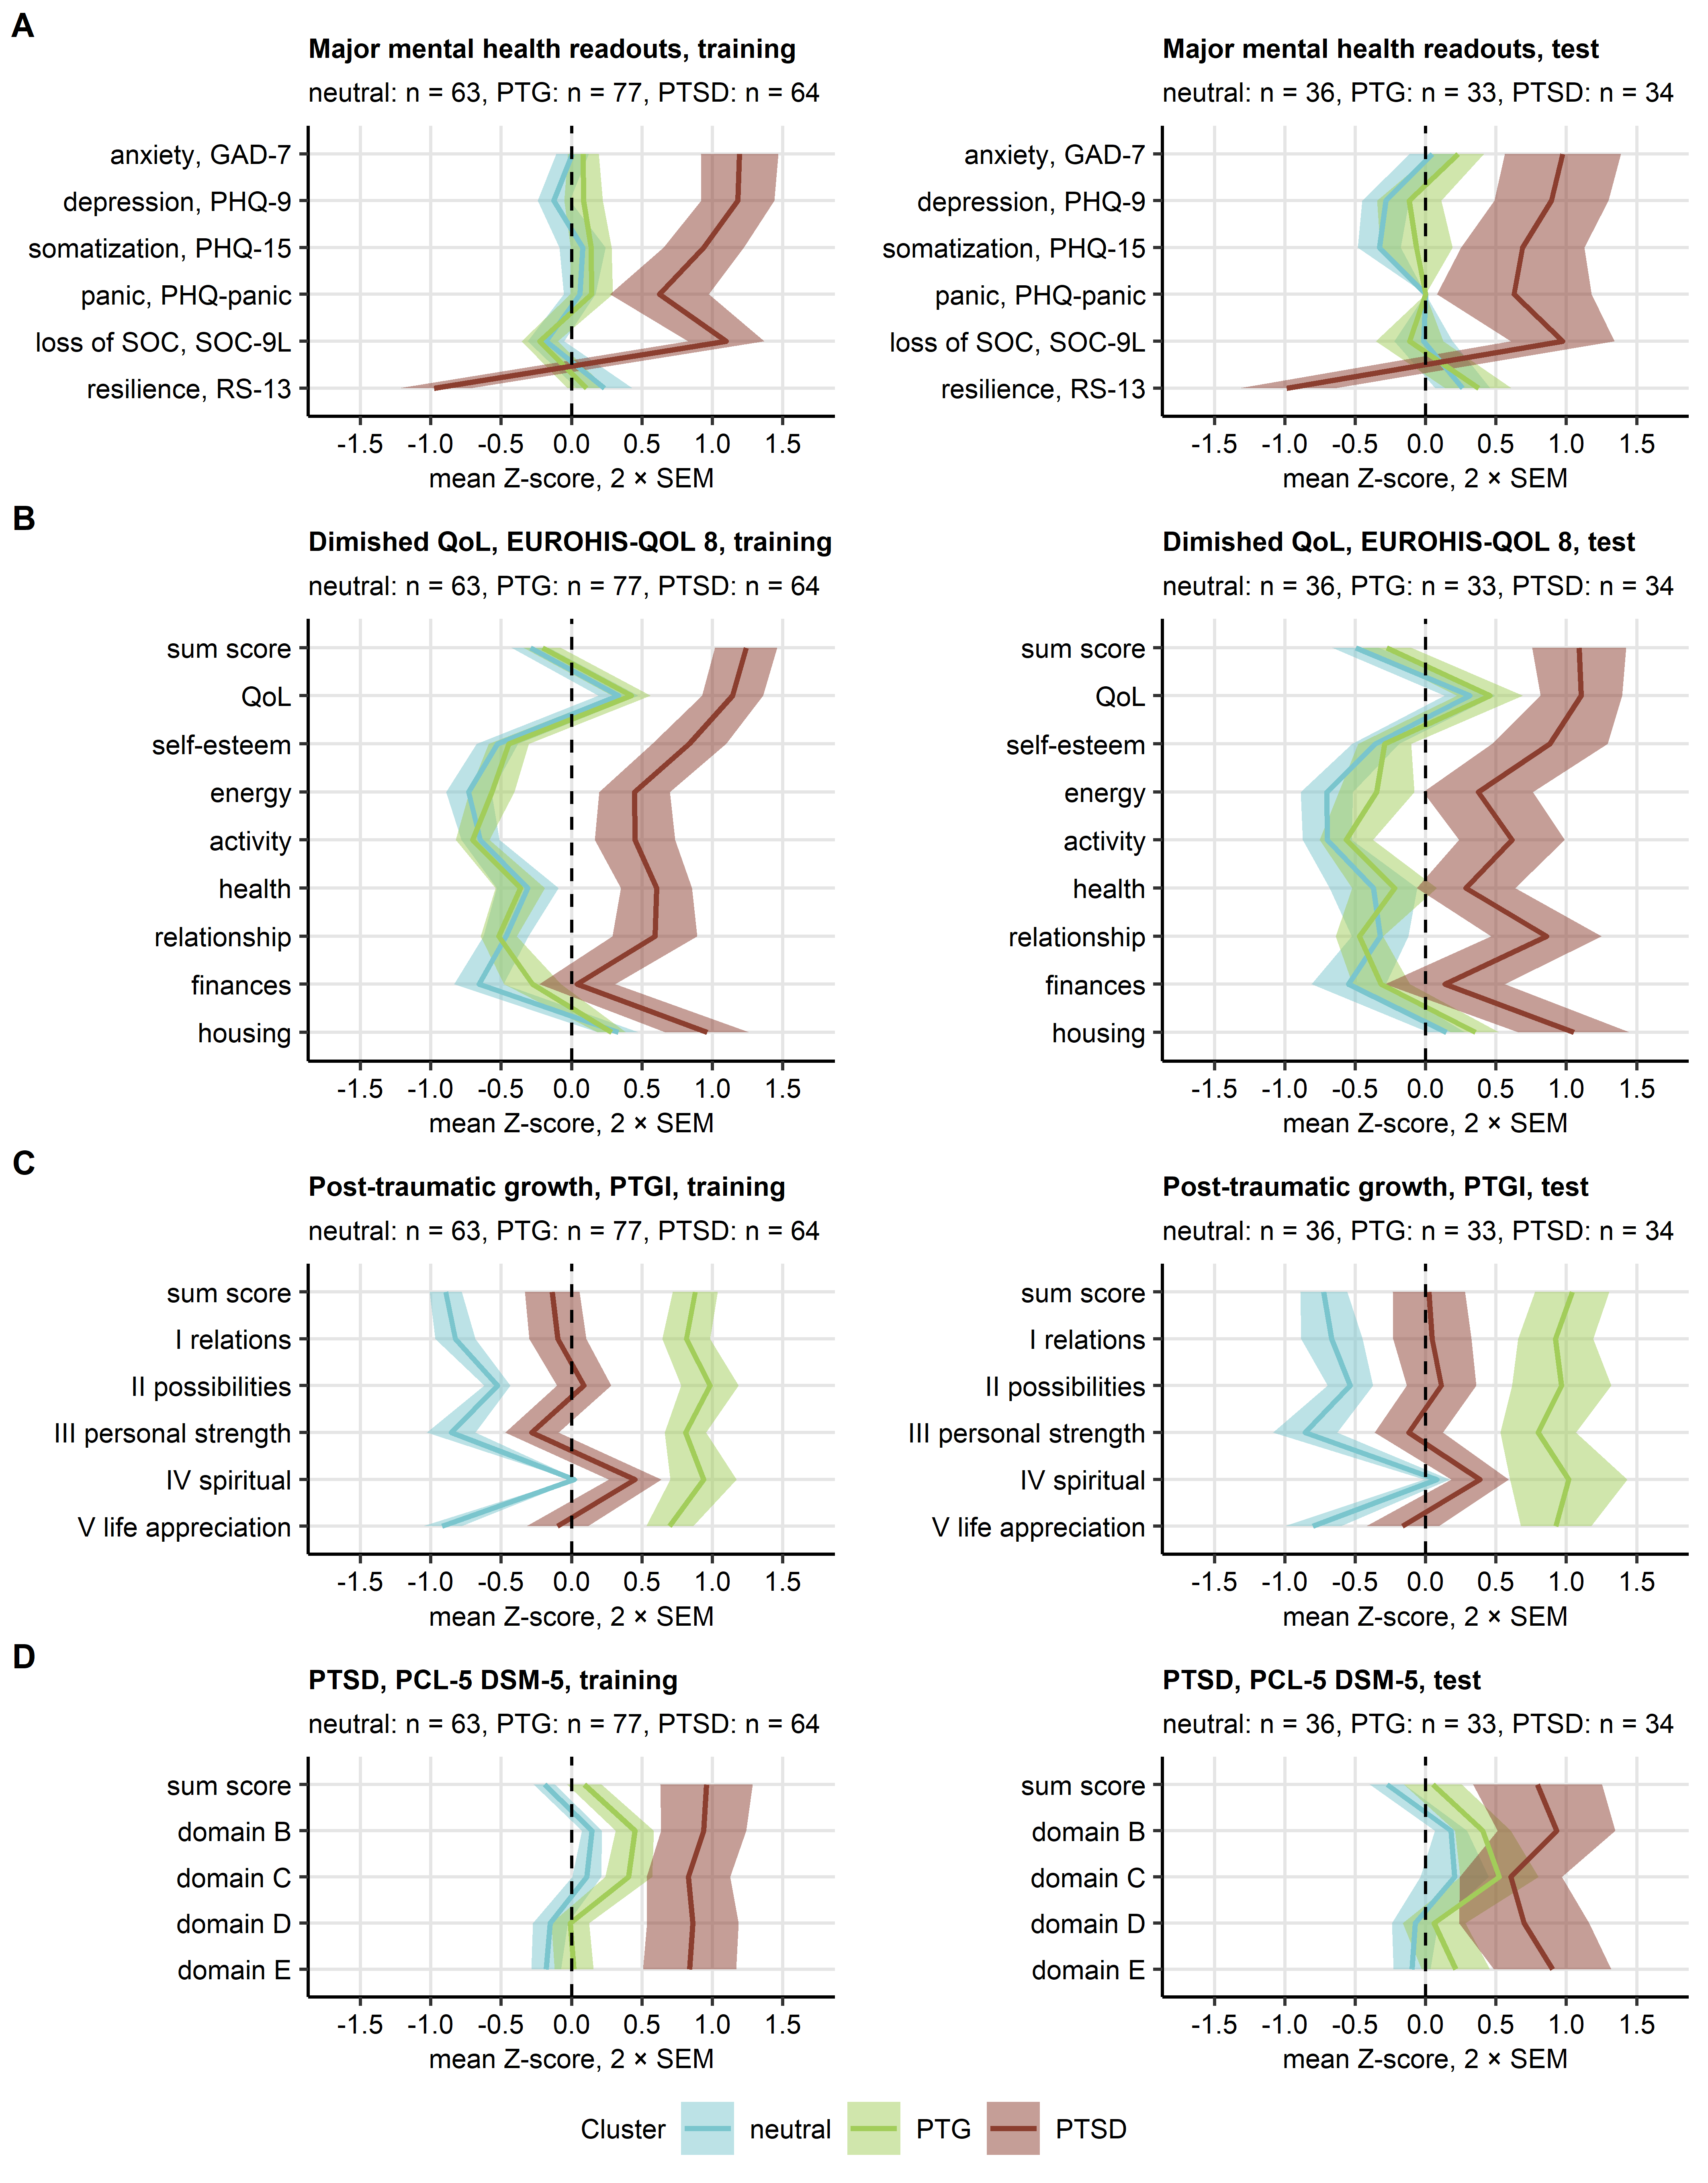 A
Major mental health readouts, training
neutral: n = 63, PTG: n = 77, PTSD: n = 64
anxiety, GAD-7
depression, PHQ-9
somatization, PHQ-15
panic, PHQ-panic
loss of SOC, SOC-9L
resilience, RS-13
-1.5 -1.0 -0.5 0.0 0.5 1.0 1.5
mean Z-score, 2 × SEM
Major mental health readouts, test
neutral: n = 36, PTG: n = 33, PTSD: n = 34
anxiety, GAD-7
depression, PHQ-9
somatization, PHQ-15
panic, PHQ-panic
loss of SOC, SOC-9L
resilience, RS-13
-1.5 -1.0 -0.5 0.0 0.5 1.0 1.5
mean Z-score, 2 × SEM
B
Dimished QoL, EUROHIS-QOL 8, training
neutral: n = 63, PTG: n = 77, PTSD: n = 64
sum score
QoL
self-esteem
energy
activity
health
relationship
finances
housing
-1.5 -1.0 -0.5 0.0 0.5 1.0 1.5
mean Z-score, 2 × SEM
Dimished QoL, EUROHIS-QOL 8, test
neutral: n = 36, PTG: n = 33, PTSD: n = 34
sum score
QoL
self-esteem
energy
activity
health
relationship
finances
housing
-1.5 -1.0 -0.5 0.0 0.5 1.0 1.5
mean Z-score, 2 × SEM
C
Post-traumatic growth, PTGI, training
neutral: n = 63, PTG: n = 77, PTSD: n = 64
sum score
I relations
II possibilities
III personal strength
IV spiritual
V life appreciation
-1.5 -1.0 -0.5 0.0 0.5 1.0 1.5
mean Z-score, 2 × SEM
Post-traumatic growth, PTGI, test
neutral: n = 36, PTG: n = 33, PTSD: n = 34
sum score
I relations
II possibilities
III personal strength
IV spiritual
V life appreciation
-1.5 -1.0 -0.5 0.0 0.5 1.0 1.5
mean Z-score, 2 × SEM
D
PTSD, PCL-5 DSM-5, training
neutral: n = 63, PTG: n = 77, PTSD: n = 64
sum score
domain B
domain C
domain D
domain E
-1.5 -1.0 -0.5 0.0 0.5 1.0 1.5
mean Z-score, 2 × SEM
PTSD, PCL-5 DSM-5, test
neutral: n = 36, PTG: n = 33, PTSD: n = 34
sum score
domain B
domain C
domain D
domain E
-1.5 -1.0 -0.5 0.0 0.5 1.0 1.5
mean Z-score, 2 × SEM
Cluster neutral PTG PTSD